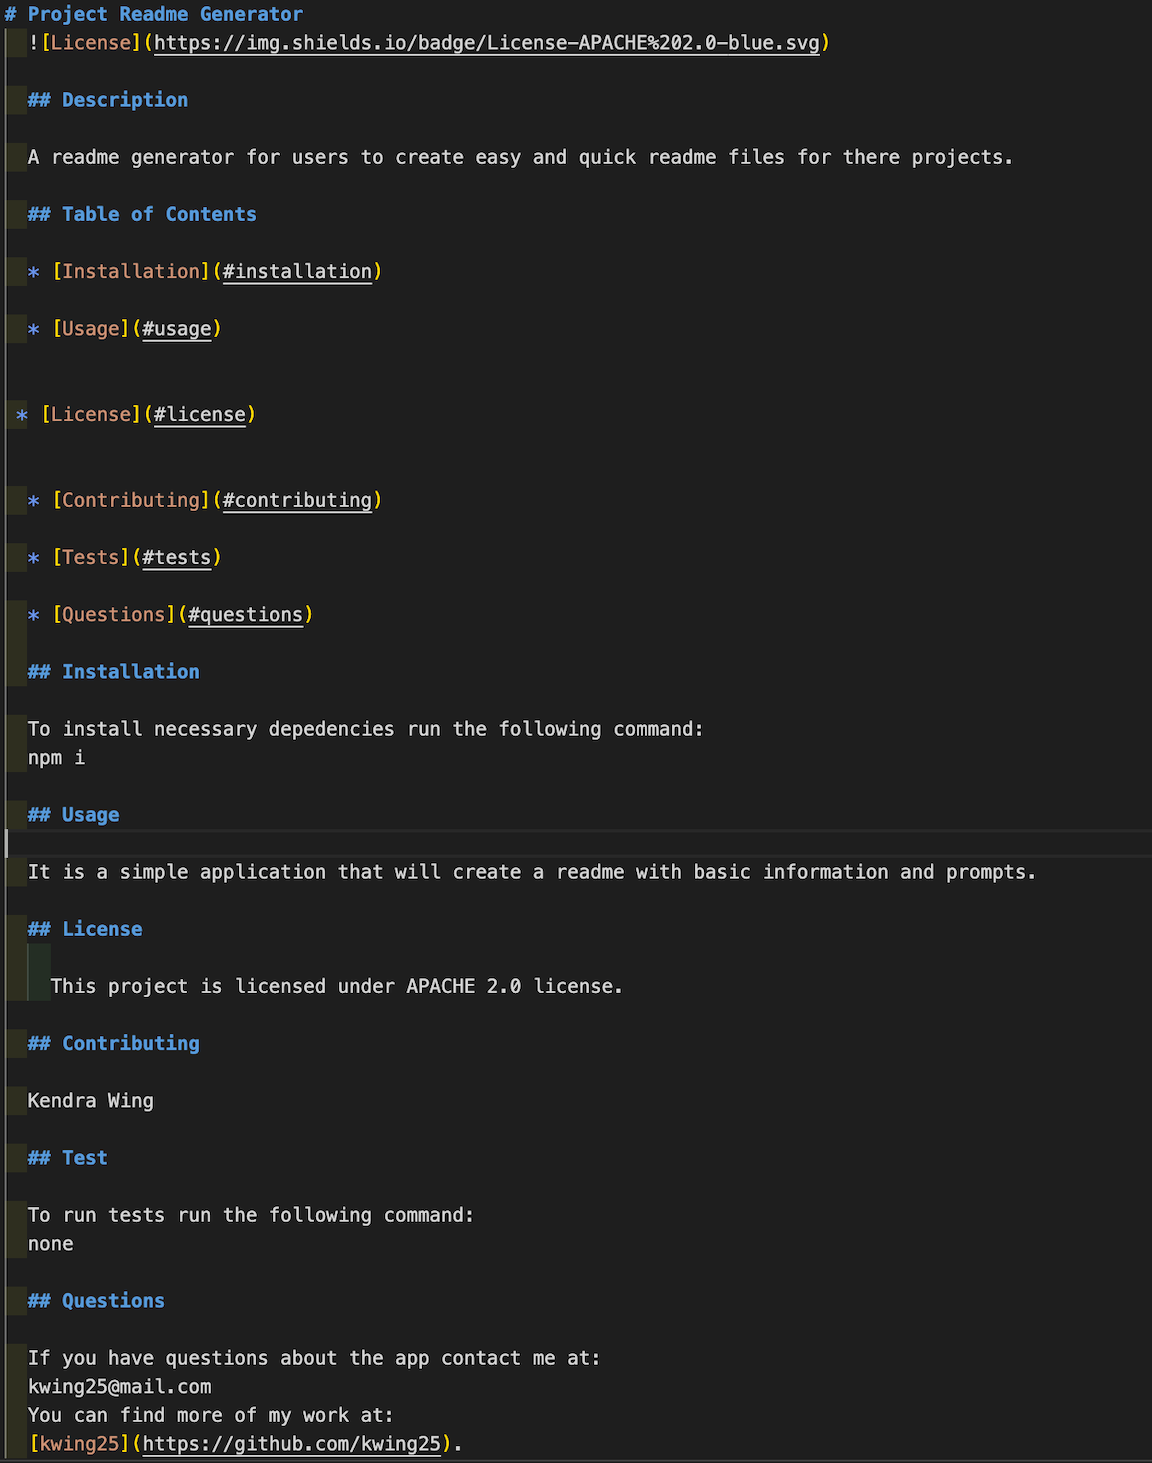 # Project Readme Generator
![License](https://img.shields.io/badge/License-APACHE%202.0-blue.svg)
## Description
A readme generator for users to create easy and quick readme files for there projects.
## Table of Contents
* [Installation](#installation)
* [Usage](#usage)
* [License](#license)
* [Contributing](#contributing)
* [Tests](#tests)
* [Questions](#questions)
## Installation
To install necessary depedencies run the following command:
npm i
## Usage
It is a simple application that will create a readme with basic information and prompts.
## License
This project is licensed under APACHE 2.0 license.
## Contributing
Kendra Wing
## Test
To run tests run the following command:
none
## Questions
If you have questions about the app contact me at:
kwing25@mail.com
You can find more of my work at:
[kwing25](https://github.com/kwing25).